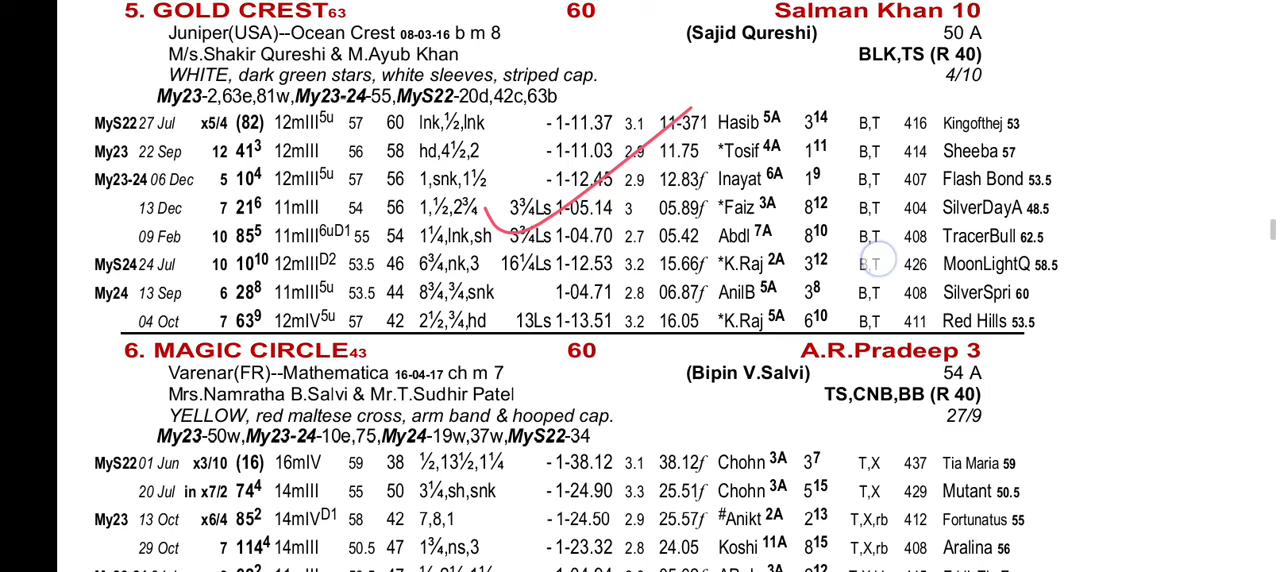 5. GOLD CREST63 60 Salman Khan 10
Juniper(USA)--Ocean Crest 08-03-16 b m 8 (Sajid Qureshi) 50 A
M/s.Shakir Qureshi & M.Ayub Khan BLK,TS (R 40)
WHITE, dark green stars, white sleeves, striped cap. 4/10
My23-2,63e,81w,My23-24-55,MyS22-20d,42c,63b
MyS22 27 Jul x5/4 (82) 12mIII5u 57 60 lnk,½,lnk - 1-11.37 3.1 11-371 Hasib 5A 314 B,T 416 Kingofthej 53
My23 22 Sep 12 413 12mIII 56 58 hd,4½,2 - 1-11.03 2.9 11.75 *Tosif 4A 111 B,T 414 Sheeba 57
My23-24 06 Dec 5 104 12mIII5u 57 56 1,snk,1½ - 1-12.45 2.9 12.83f Inayat 6A 19 B,T 407 Flash Bond 53.5
13 Dec 7 216 11mIII 54 56 1,½,2¾ 3¾Ls 1-05.14 3 05.89f *Faiz 3A 812 B,T 404 SilverDayA 48.5
09 Feb 10 855 11mIII6uD1 55 54 1¼,lnk,sh 3¾Ls 1-04.70 2.7 05.42 Abdl 7A 810 B,T 408 TracerBull 62.5
MyS24 24 Jul 10 1010 12mIIID2 53.5 46 6¾,nk,3 16¼Ls 1-12.53 3.2 15.66f *K.Raj 2A 312 B,T 426 MoonLightQ 58.5
My24 13 Sep 6 288 11mIII5u 53.5 44 8¾,¾,snk 1-04.71 2.8 06.87f AnilB 5A 38 B,T 408 SilverSpri 60
04 Oct 7 639 12mIV5u 57 42 2½,¾,hd 13Ls 1-13.51 3.2 16.05 *K.Raj 5A 610 B,T 411 Red Hills 53.5
6. MAGIC CIRCLE43 60 A.R.Pradeep 3
Varenar(FR)--Mathematica 16-04-17 ch m 7 (Bipin V.Salvi) 54 A
Mrs.Namratha B.Salvi & Mr.T.Sudhir Patel TS,CNB,BB (R 40)
YELLOW, red maltese cross, arm band & hooped cap. 27/9
My23-50w,My23-24-10e,75,My24-19w,37w,MyS22-34
MyS22 01 Jun x3/10 (16) 16mIV 59 38 ½,13½,1¼ - 1-38.12 3.1 38.12f Chohn 3A 37 T,X 437 Tia Maria 59
20 Jul in x7/2 744 14mIII 55 50 3¼,sh,snk - 1-24.90 3.3 25.51f Chohn 3A 515 T,X 429 Mutant 50.5
My23 13 Oct x6/4 852 14mIVD1 58 42 7,8,1 - 1-24.50 2.9 25.57f #Anikt 2A 213 T,X,rb 412 Fortunatus 55
29 Oct 7 1144 14mIII 50.5 47 1¾,ns,3 - 1-23.32 2.8 24.05 Koshi 11A 815 T,X,rb 408 Aralina 56